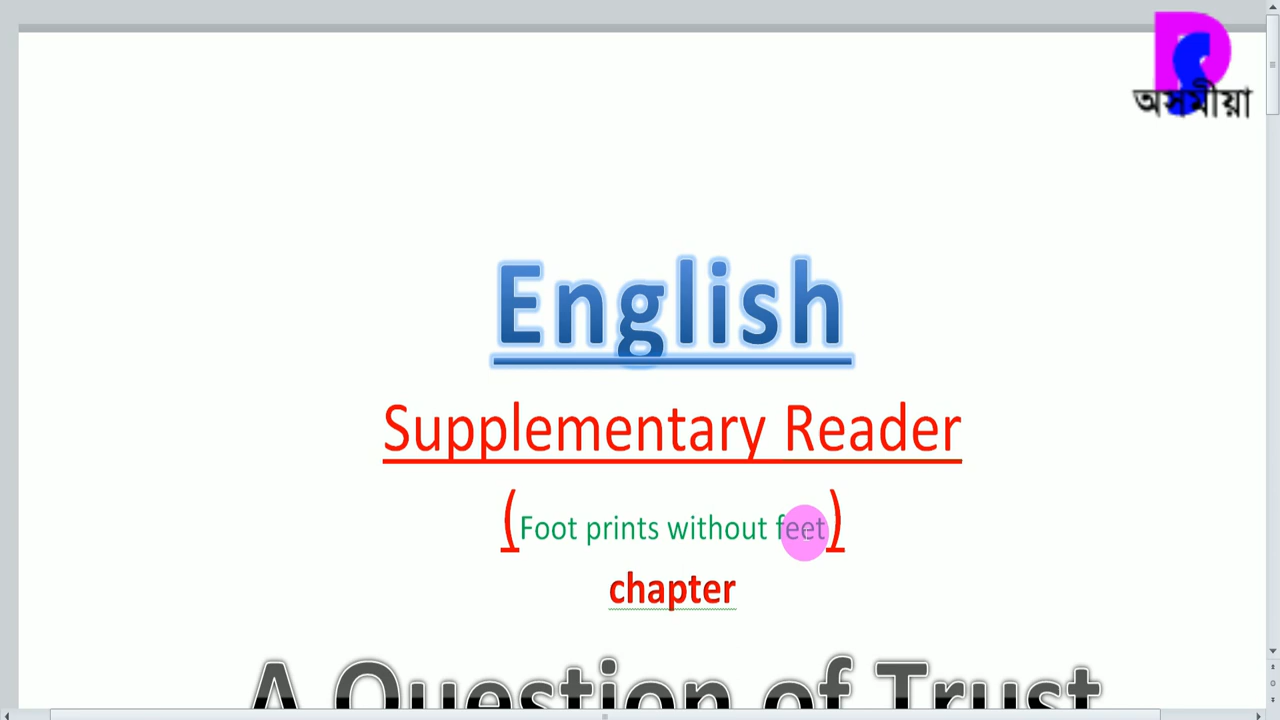 অসমীয়া
English
Supplementary Reader
(Foot prints without feet)
chapter
A Question of Trust